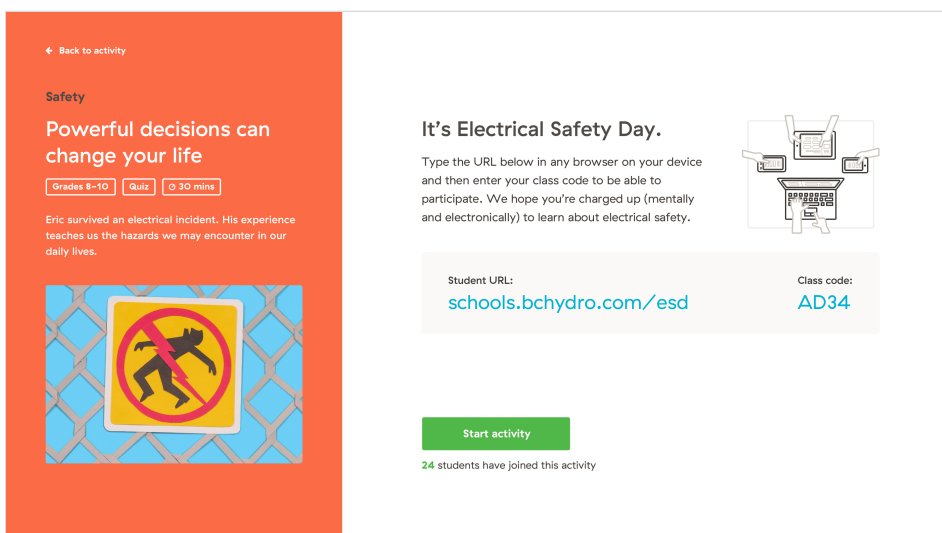 Back to activity
Safety
Powerful decisions can
change your life
Grades 8–10 Quiz 30 mins
Eric survived an electrical incident. His experience
teaches us the hazards we may encounter in our
daily lives.
It's Electrical Safety Day.
Type the URL below in any browser on your device
and then enter your class code to be able to
participate. We hope you're charged up (mentally
and electronically) to learn about electrical safety.
Student URL:
schools.bchydro.com/esd
Class code:
AD34
Start activity
24 students have joined this activity